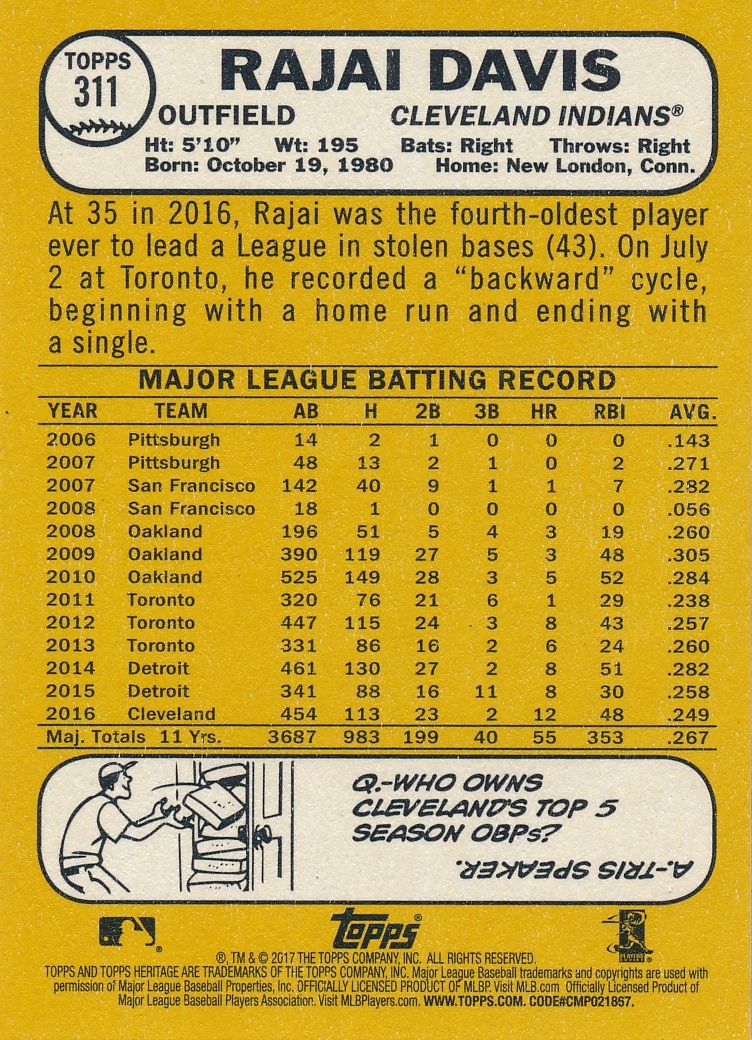 TOPPS
311
RAJAI DAVIS
OUTFIELD CLEVELAND INDIANS®
Ht: 5'10" Wt: 195 Bats: Right Throws: Right
Born: October 19, 1980 Home: New London, Conn.
At 35 in 2016, Rajai was the fourth-oldest player
ever to lead a League in stolen bases (43). On July
2 at Toronto, he recorded a "backward" cycle,
beginning with a home run and ending with
a single.
MAJOR LEAGUE BATTING RECORD
YEAR TEAM AB H 2B 3B HR RBI AVG.
2006 Pittsburgh 14 2 1 0 0 0 .143
2007 Pittsburgh 48 13 2 1 0 2 .271
2007 San Francisco 142 40 9 1 1 7 .282
2008 San Francisco 18 1 0 0 0 0 .056
2008 Oakland 196 51 5 4 3 19 .260
2009 Oakland 390 119 27 5 3 48 .305
2010 Oakland 525 149 28 3 5 52 .284
2011 Toronto 320 76 21 6 1 29 .238
2012 Toronto 447 115 24 3 8 43 .257
2013 Toronto 331 86 16 2 6 24 .260
2014 Detroit 461 130 27 2 8 51 .282
2015 Detroit 341 88 16 11 8 30 .258
2016 Cleveland 454 113 23 2 12 48 .249
Maj. Totals 11 Yrs. 3687 983 199 40 55 353 .267
Q.-WHO OWNS
CLEVELAND'S TOP 5
SEASON OBPs?
A.-TRIS SPEAKER.
topps®
®, TM & © 2017 THE TOPPS COMPANY, INC. ALL RIGHTS RESERVED.
TOPPS AND TOPPS HERITAGE ARE TRADEMARKS OF THE TOPPS COMPANY, INC. Major League Baseball trademarks and copyrights are used with
permission of Major League Baseball Properties, Inc. OFFICIALLY LICENSED PRODUCT OF MLBP. Visit MLB.com Officially Licensed Product of
Major League Baseball Players Association. Visit MLBPlayers.com. WWW.TOPPS.COM. CODE#CMP021867.